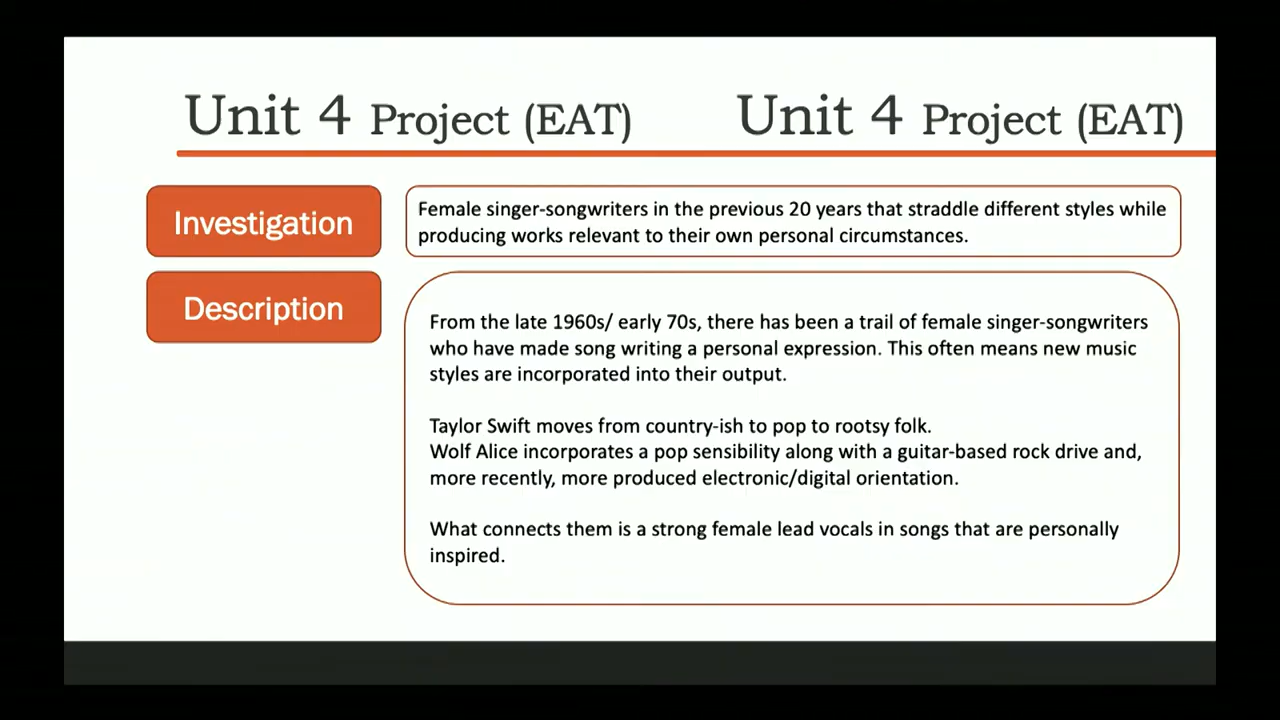 Unit 4 Project (EAT) Unit 4 Project (EAT)
Investigation
Female singer-songwriters in the previous 20 years that straddle different styles while
producing works relevant to their own personal circumstances.
Description
From the late 1960s/ early 70s, there has been a trail of female singer-songwriters
who have made song writing a personal expression. This often means new music
styles are incorporated into their output.
Taylor Swift moves from country-ish to pop to rootsy folk.
Wolf Alice incorporates a pop sensibility along with a guitar-based rock drive and,
more recently, more produced electronic/digital orientation.
What connects them is a strong female lead vocals in songs that are personally
inspired.